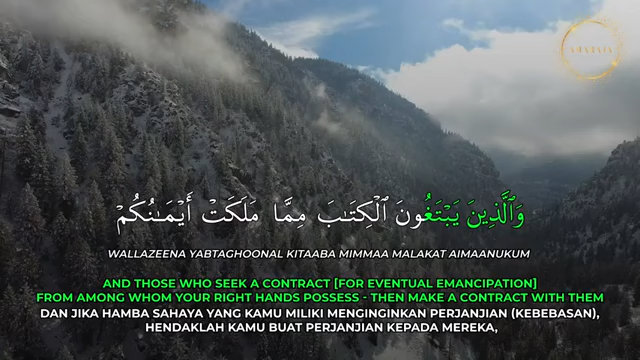 وَٱلَّذِينَ يَبْتَغُونَ ٱلْكِتَٰبَ مِمَّا مَلَكَتْ أَيْمَٰنُكُمْ
WALLAZEENA YABTAGHOONAL KITAABA MIMMAA MALAKAT AIMAANUKUM
AND THOSE WHO SEEK A CONTRACT [FOR EVENTUAL EMANCIPATION]
FROM AMONG WHOM YOUR RIGHT HANDS POSSESS - THEN MAKE A CONTRACT WITH THEM
DAN JIKA HAMBA SAHAYA YANG KAMU MILIKI MENGINGINKAN PERJANJIAN (KEBEBASAN),
HENDAKLAH KAMU BUAT PERJANJIAN KEPADA MEREKA,